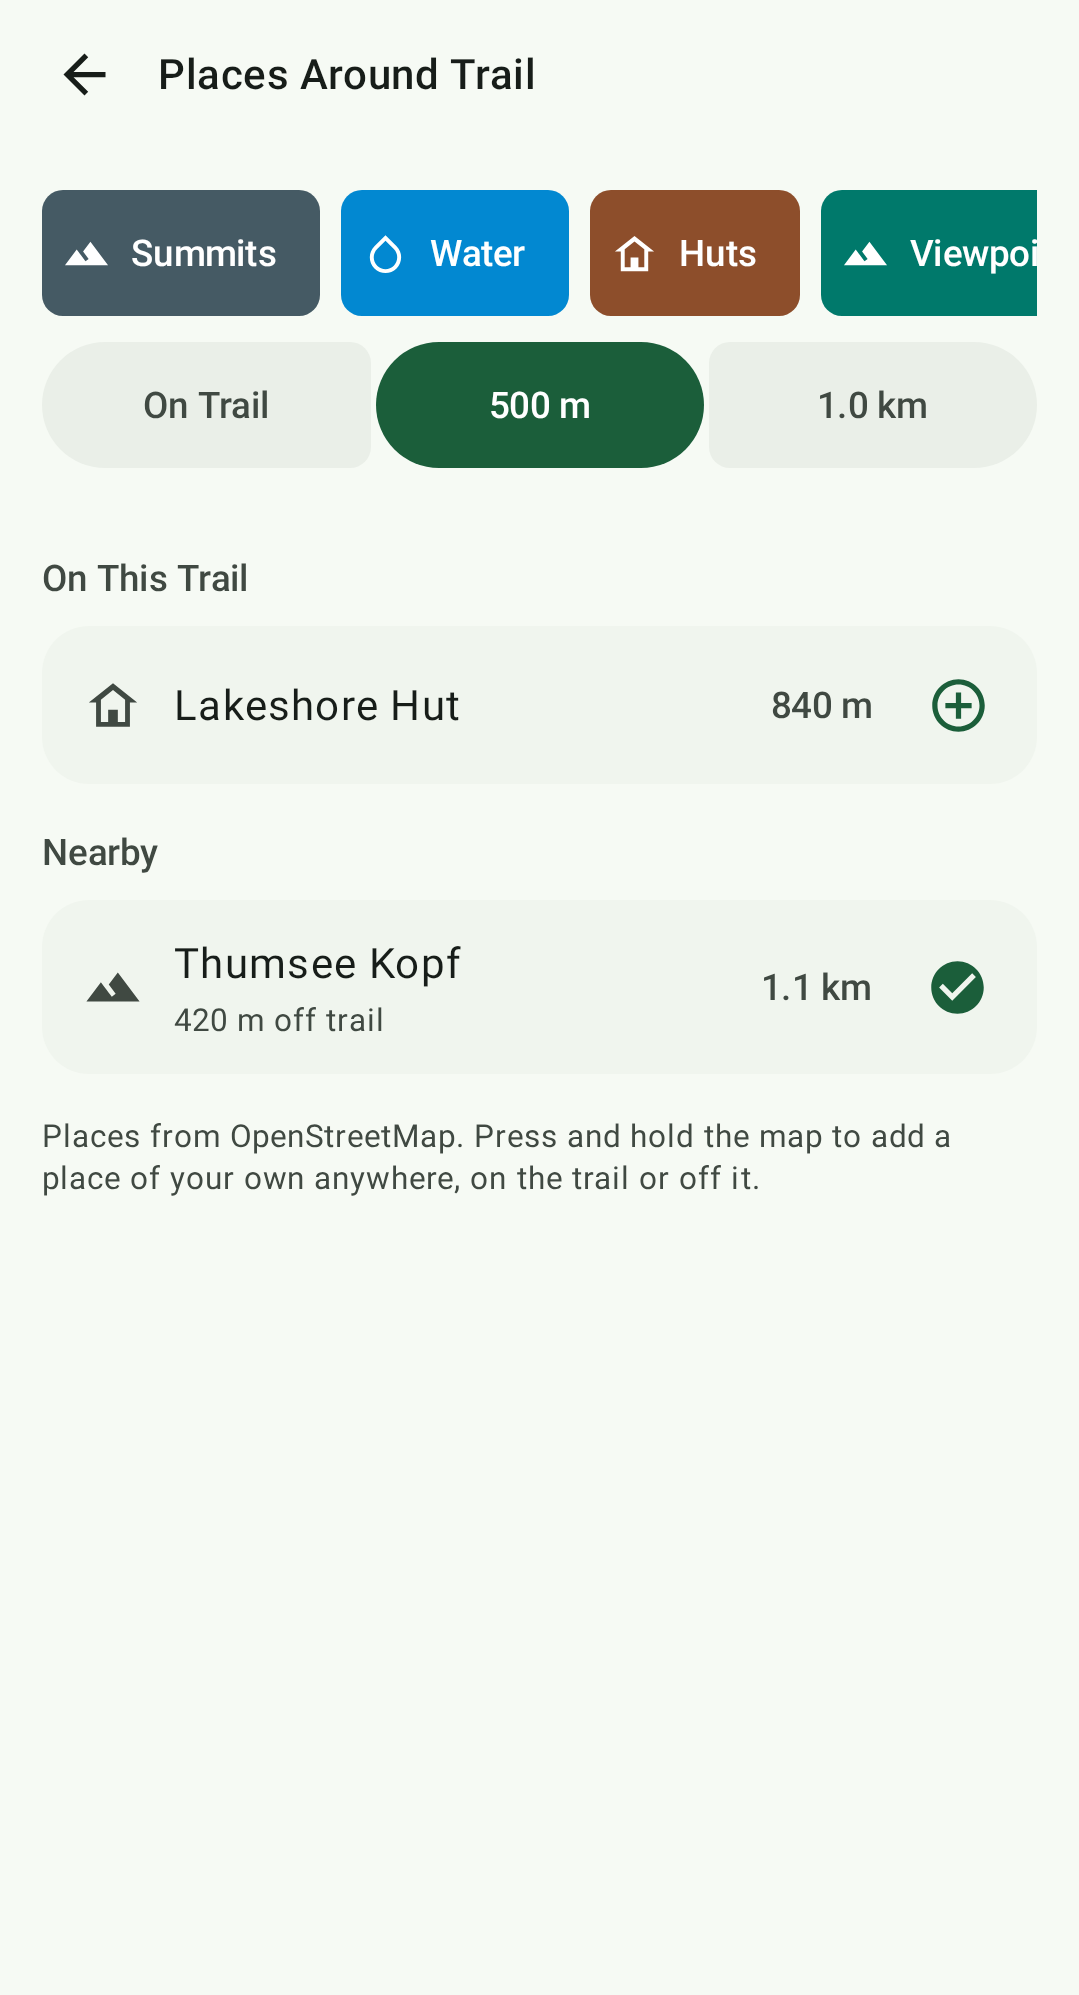 Places Around Trail
Summits
Water
Huts
Viewpoi
On Trail
500 m
1.0 km
On This Trail
Lakeshore Hut
840 m
Nearby
Thumsee Kopf
1.1 km
420 m off trail
Places from OpenStreetMap. Press and hold the map to add a
place of your own anywhere, on the trail or off it.